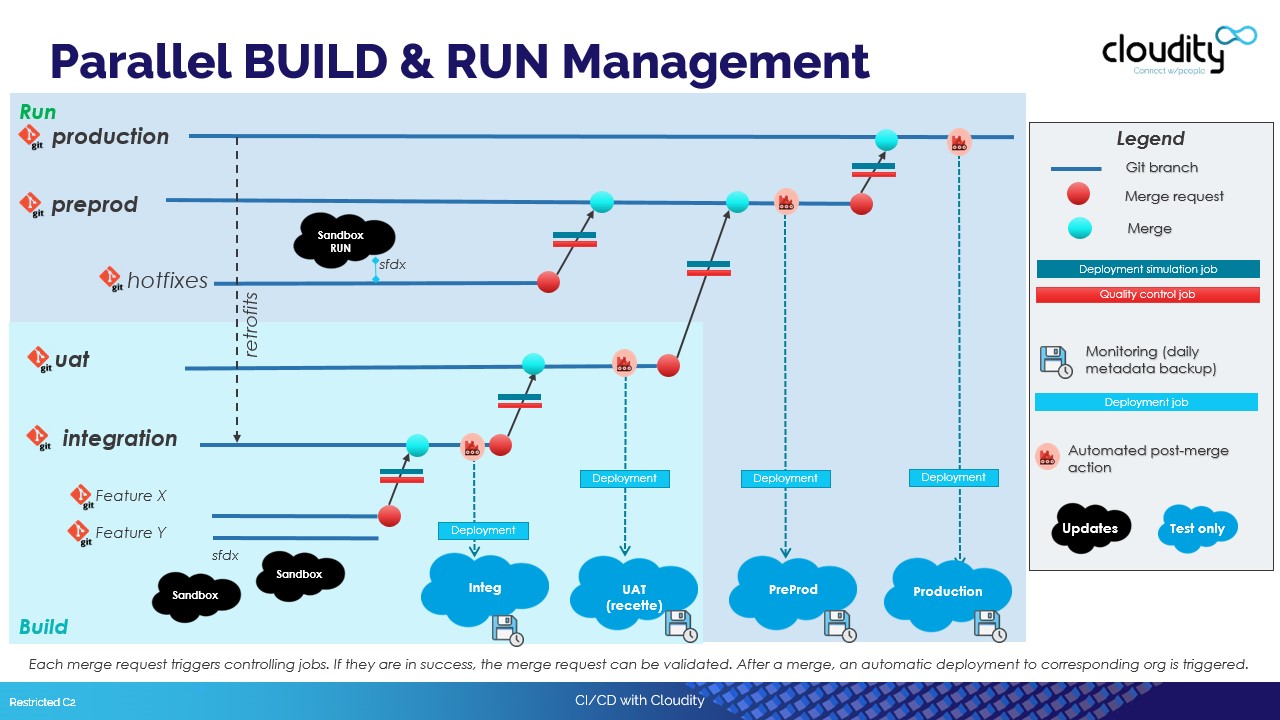 Parallel BUILD & RUN Management
cloudity
Connect w/people
Run
git
production
git
preprod
Sandbox
RUN
sfdx
git
hotfixes
retrofits
git
uat
git
integration
git
Feature X
git
Feature Y
sfdx
Sandbox
Sandbox
Build
Deployment
Deployment
Deployment
Deployment
Integ
UAT
(recette)
PreProd
Production
Legend
Git branch
Merge request
Merge
Deployment simulation job
Quality control job
Monitoring (daily
metadata backup)
Deployment job
Automated post-merge
action
Updates
Test only
Each merge request triggers controlling jobs. If they are in success, the merge request can be validated. After a merge, an automatic deployment to corresponding org is triggered.
Restricted C2
CI/CD with Cloudity